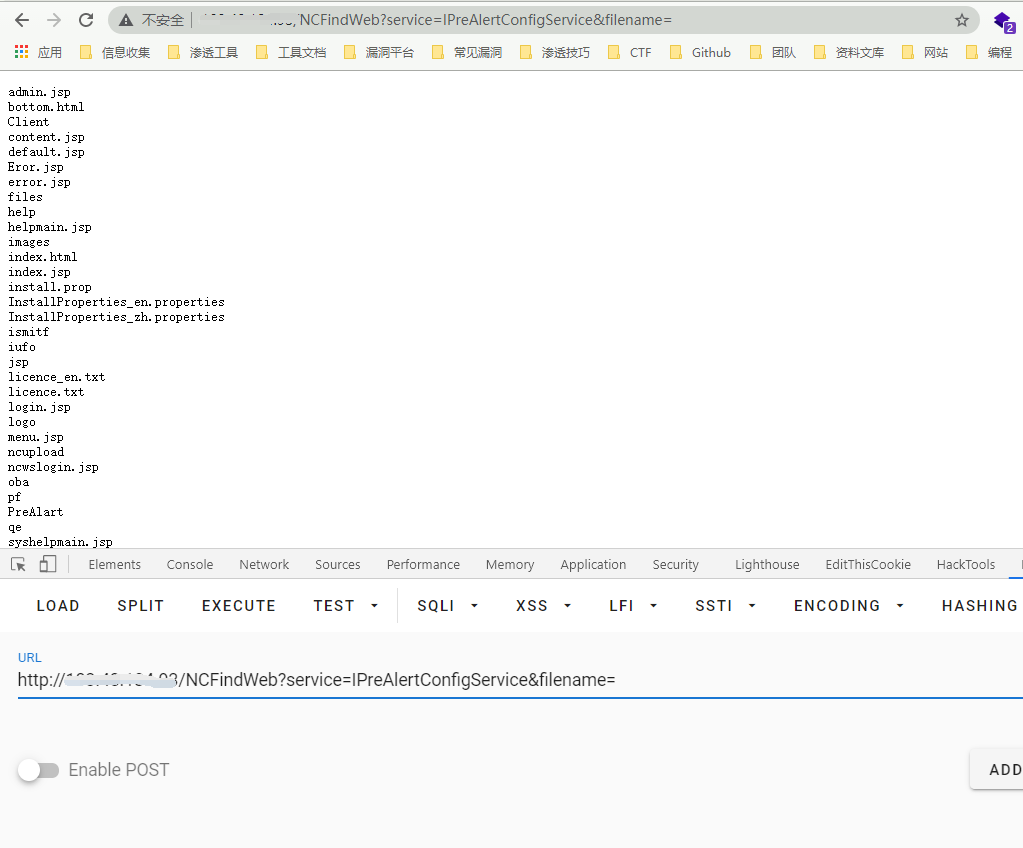 不安全 /NCFindWeb?service=IPreAlertConfigService&filename=
应用 信息收集 渗透工具 工具文档 漏洞平台 常见漏洞 渗透技巧 CTF Github 团队 资料文库 网站 编程
2
admin.jsp
bottom.html
Client
content.jsp
default.jsp
Eror.jsp
error.jsp
files
help
helpmain.jsp
images
index.html
index.jsp
install.prop
InstallProperties_en.properties
InstallProperties_zh.properties
ismitf
iufo
jsp
licence_en.txt
licence.txt
login.jsp
logo
menu.jsp
ncupload
ncwslogin.jsp
oba
pf
PreAlart
qe
syshelpmain.jsp
Elements Console Network Sources Performance Memory Application Security Lighthouse EditThisCookie HackTools
LOAD SPLIT EXECUTE TEST SQLI XSS LFI SSTI ENCODING HASHING
URL
http:// /NCFindWeb?service=IPreAlertConfigService&filename=
Enable POST
ADD